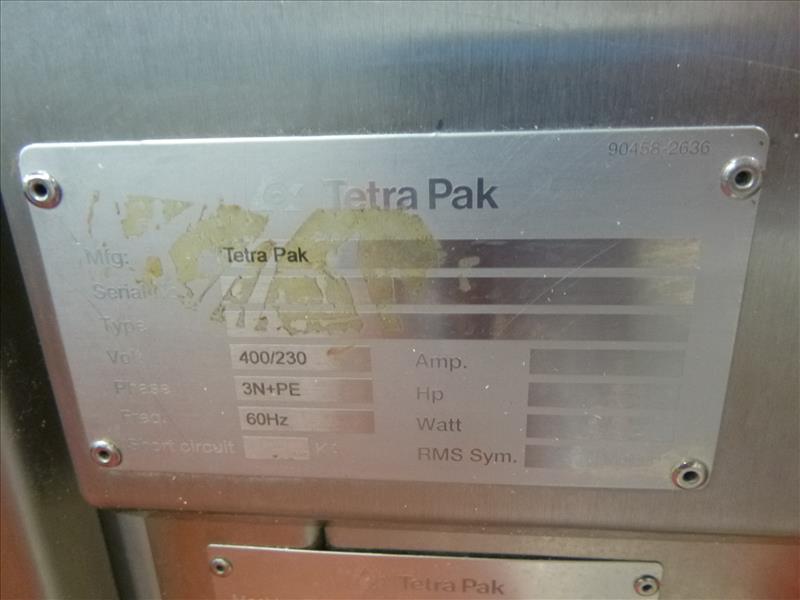 90458-2636
Tetra Pak
Mfg: Tetra Pak
Serial
Type
Volt 400/230 Amp.
Phase 3N+PE Hp
Freq. 60Hz Watt
Short circuit RMS Sym.
Tetra Pak